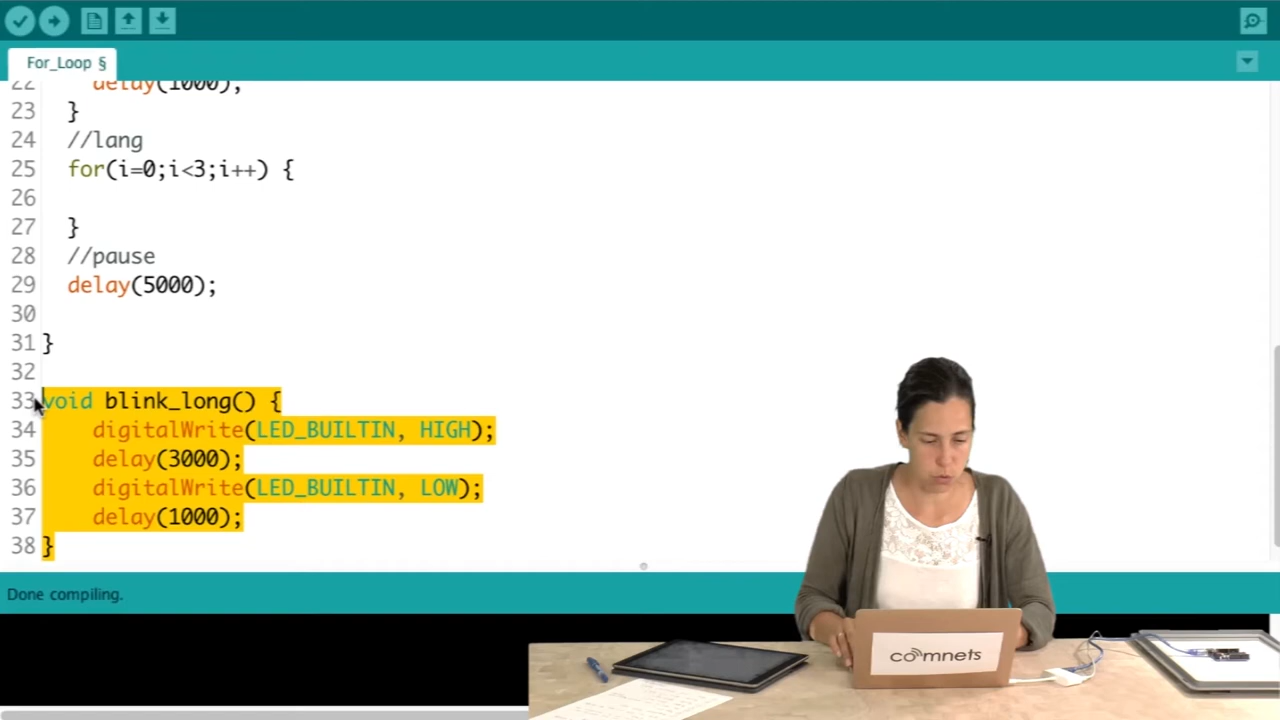 For_Loop §
22 delay(1000);
23 }
24 //lang
25 for(i=0;i<3;i++) {
26
27 }
28 //pause
29 delay(5000);
30
31 }
32
33 void blink_long() {
34 digitalWrite(LED_BUILTIN, HIGH);
35 delay(3000);
36 digitalWrite(LED_BUILTIN, LOW);
37 delay(1000);
38 }
Done compiling.
comnets